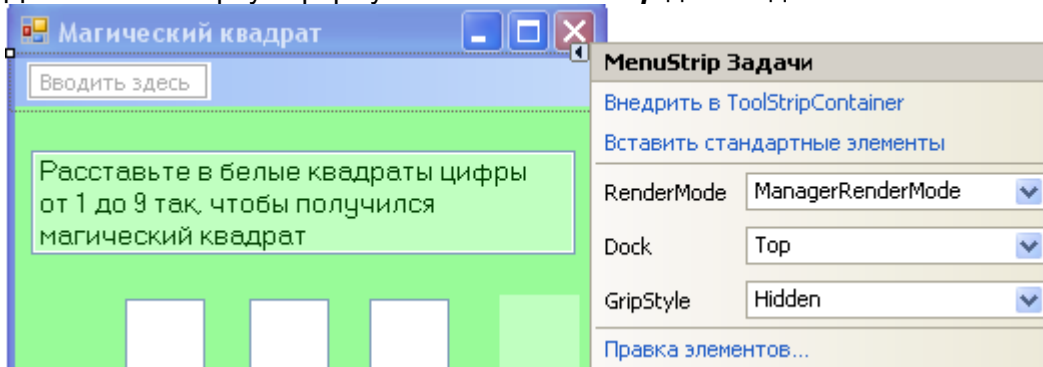 Магический квадрат
Вводить здесь
Расставьте в белые квадраты цифры
от 1 до 9 так, чтобы получился
магический квадрат
MenuStrip Задачи
Внедрить в ToolStripContainer
Вставить стандартные элементы
RenderMode ManagerRenderMode
Dock Top
GripStyle Hidden
Правка элементов...